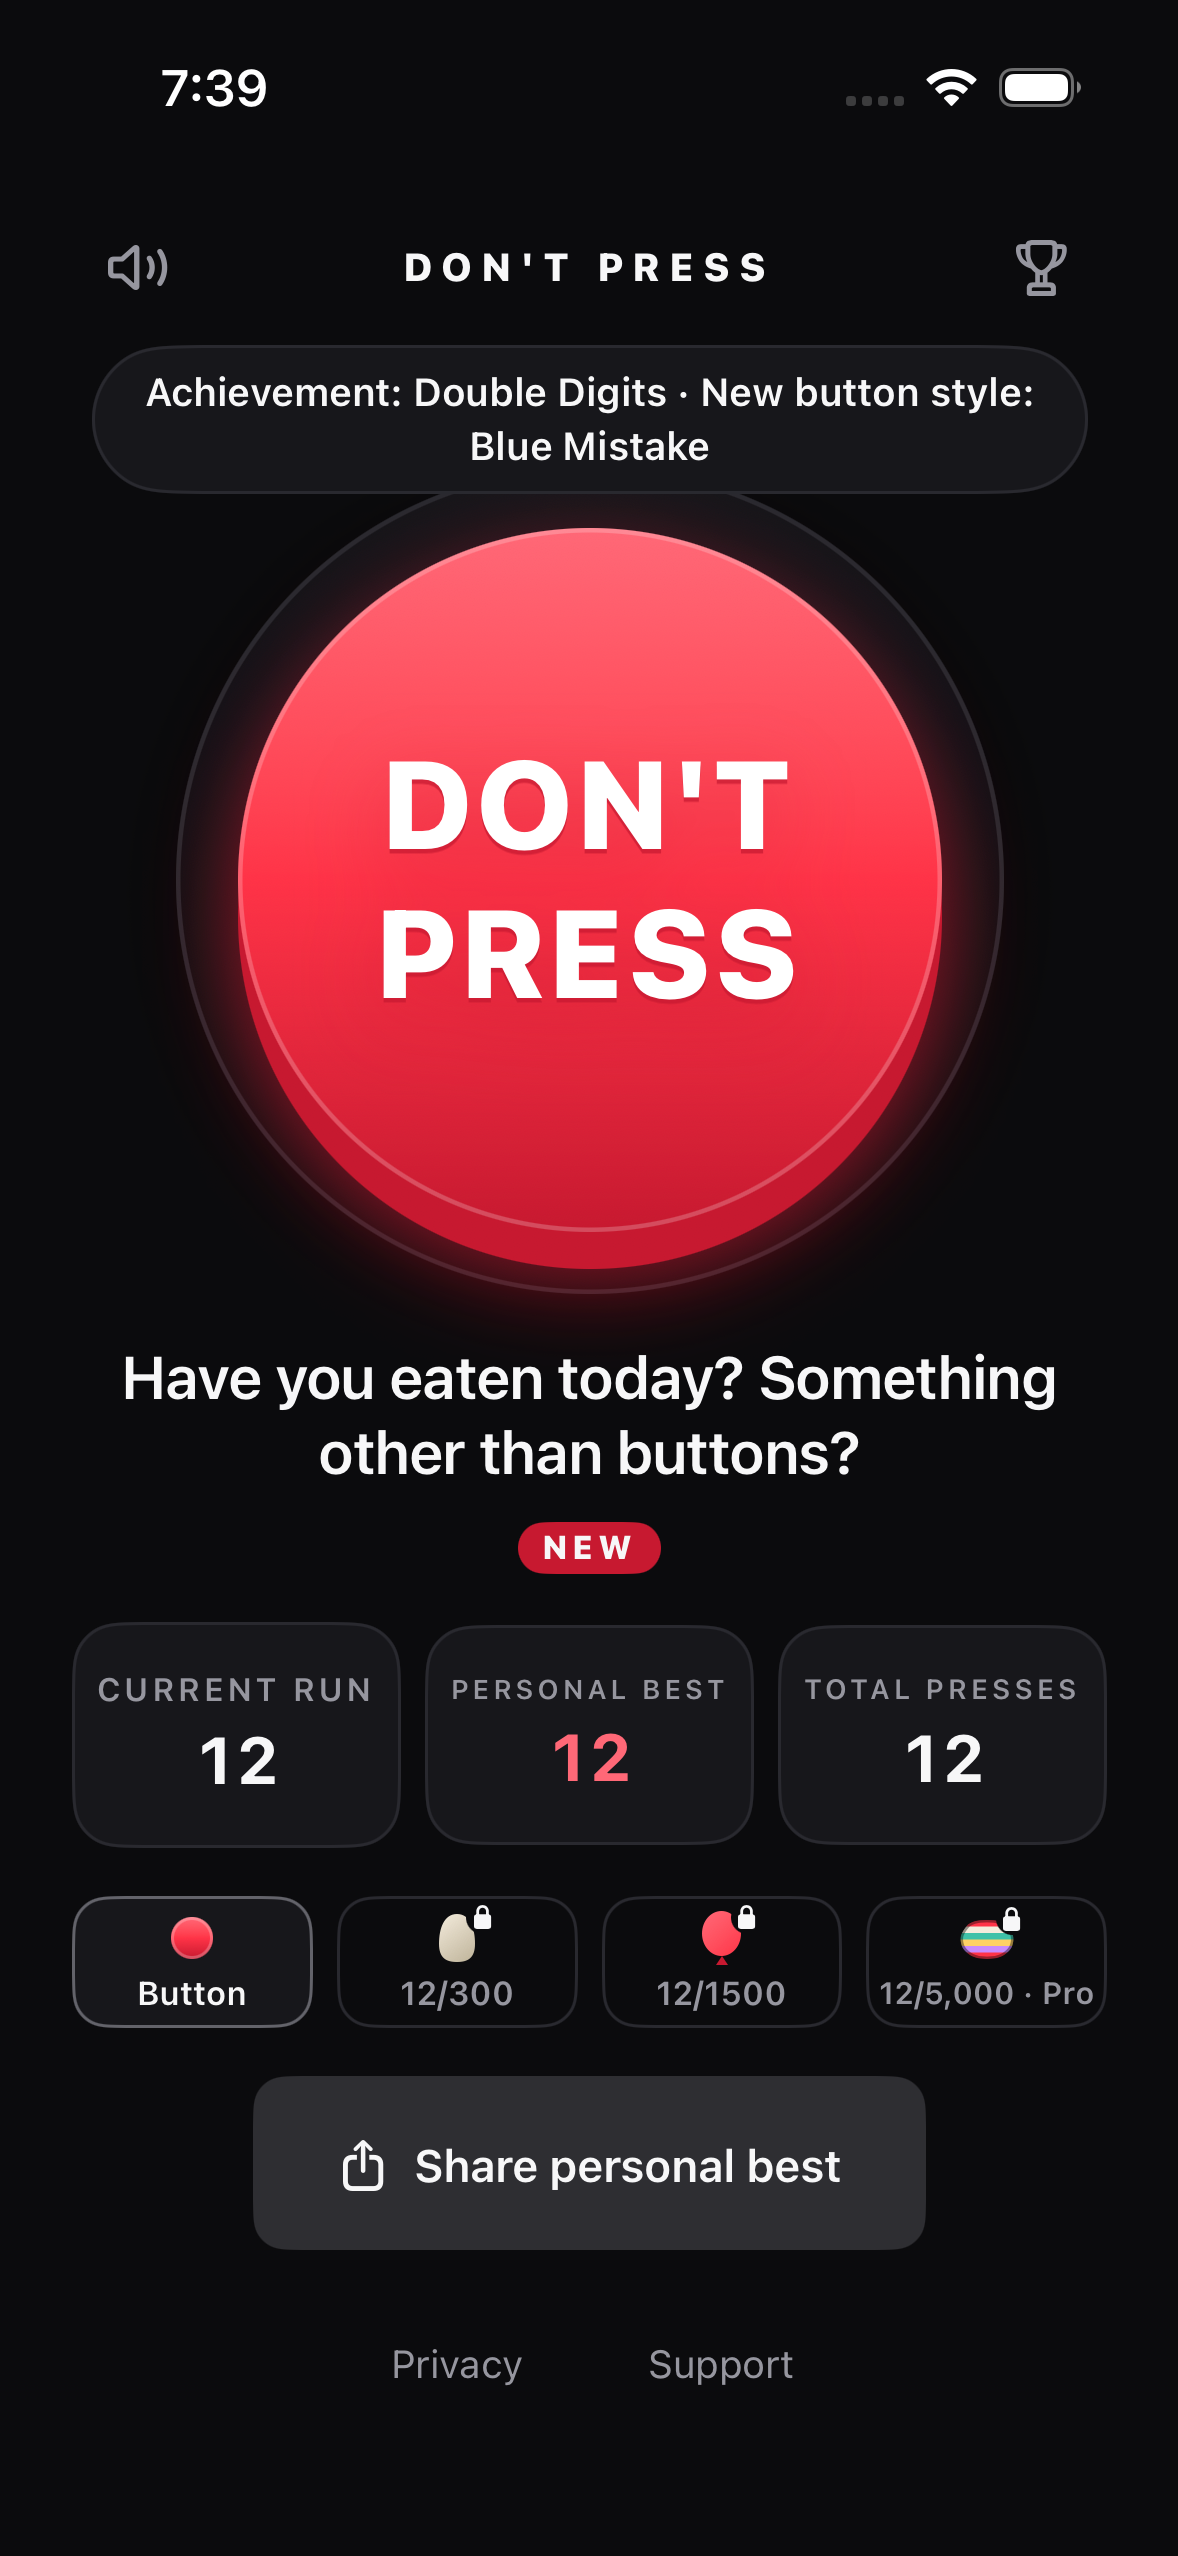 7:39
DON'T PRESS
Achievement: Double Digits · New button style:
Blue Mistake
DON'T
PRESS
Have you eaten today? Something
other than buttons?
NEW
CURRENT RUN
12
PERSONAL BEST
12
TOTAL PRESSES
12
Button
12/300
12/1500
12/5,000 · Pro
Share personal best
Privacy
Support